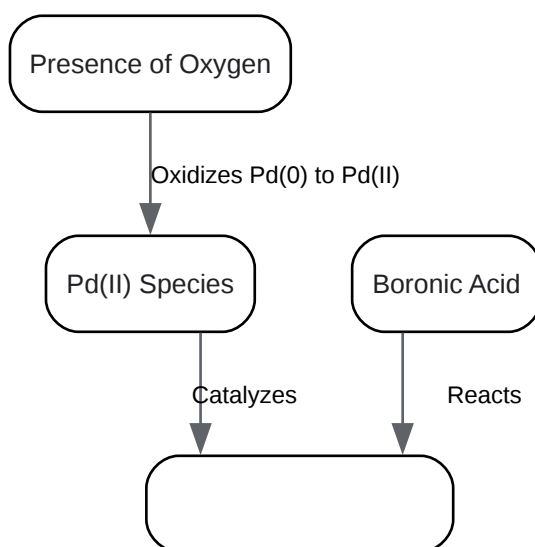 Presence of Oxygen
Oxidizes Pd(0) to Pd(II)
Pd(II) Species
Boronic Acid
Catalyzes
Reacts